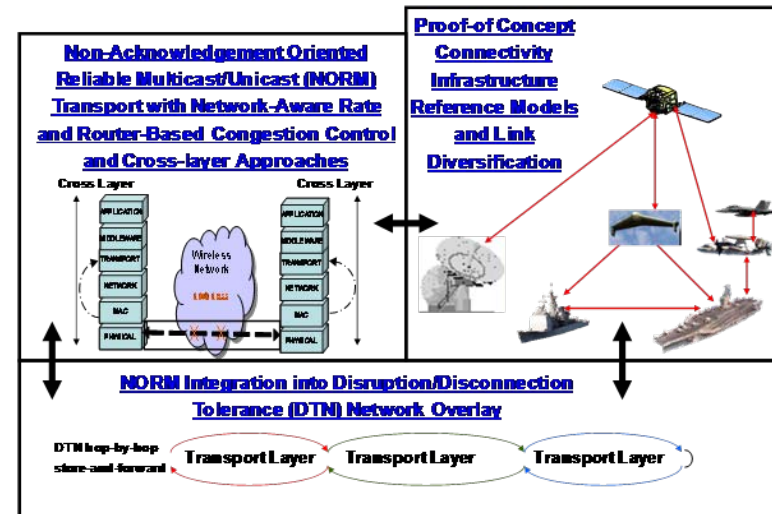 Non-Acknowledgement Oriented
Reliable Multicast/Unicast (NORM)
Transport with Network-Aware Rate
and Router-Based Congestion Control
and Cross-layer Approaches
Cross Layer
Cross Layer
APPLICATION
MIDDLEWARE
TRANSPORT
NETWORK
MAC
PHYSICAL
Wireless
Network
Link Loss
APPLICATION
MIDDLEWARE
TRANSPORT
NETWORK
MAC
PHYSICAL
Proof-of Concept
Connectivity
Infrastructure
Reference Models
and Link
Diversification
NORM Integration into Disruption/Disconnection
Tolerance (DTN) Network Overlay
DTN hop-by-hop
store-and-forward
Transport Layer
Transport Layer
Transport Layer